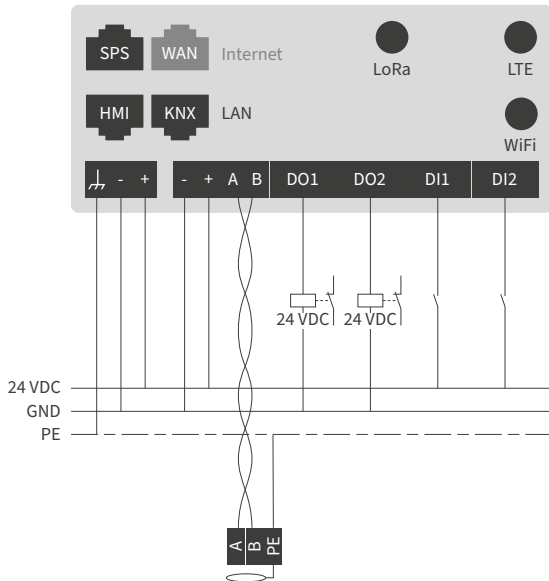 SPS WAN Internet
LoRa LTE
HMI KNX LAN
WiFi
- + - + A B DO1 DO2 DI1 DI2
24 VDC 24 VDC
24 VDC
GND
PE
A B PE